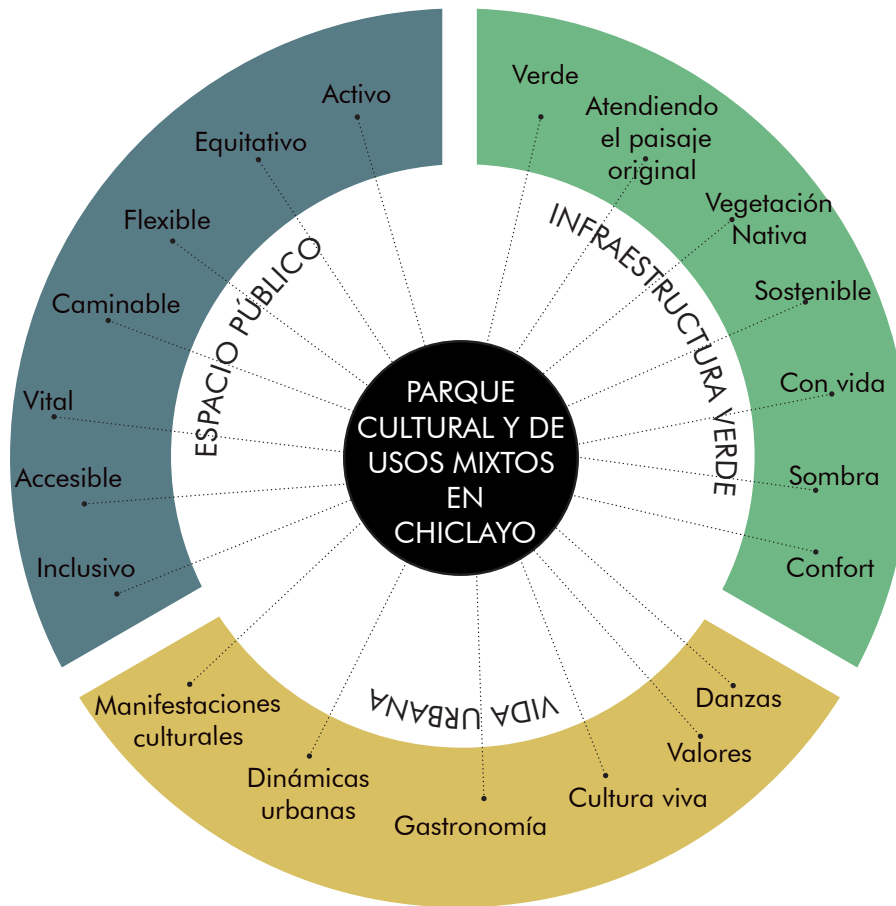 Activo
Equitativo
Flexible
Caminable
Vital
Accesible
Inclusivo
ESPACIO PÚBLICO
Verde
Atendiendo
el paisaje
original
Vegetación
Nativa
Sostenible
Con vida
Sombra
Confort
INFRAESTRUCTURA VERDE
PARQUE
CULTURAL Y DE
USOS MIXTOS
EN
CHICLAYO
VIDA URBANA
Manifestaciones
culturales
Dinámicas
urbanas
Gastronomía
Cultura viva
Valores
Danzas